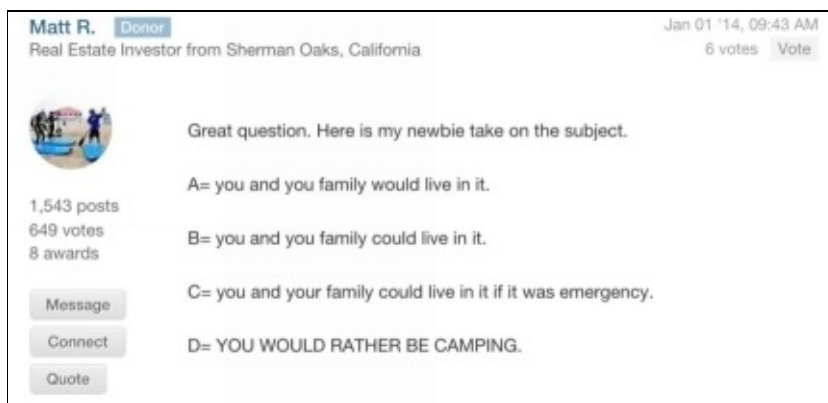 Matt R. Donor
Jan 01 '14, 09:43 AM
Real Estate Investor from Sherman Oaks, California
6 votes Vote
Great question. Here is my newbie take on the subject.
A= you and you family would live in it.
1,543 posts
649 votes
8 awards
B= you and you family could live in it.
C= you and your family could live in it if it was emergency.
D= YOU WOULD RATHER BE CAMPING.
Message
Connect
Quote